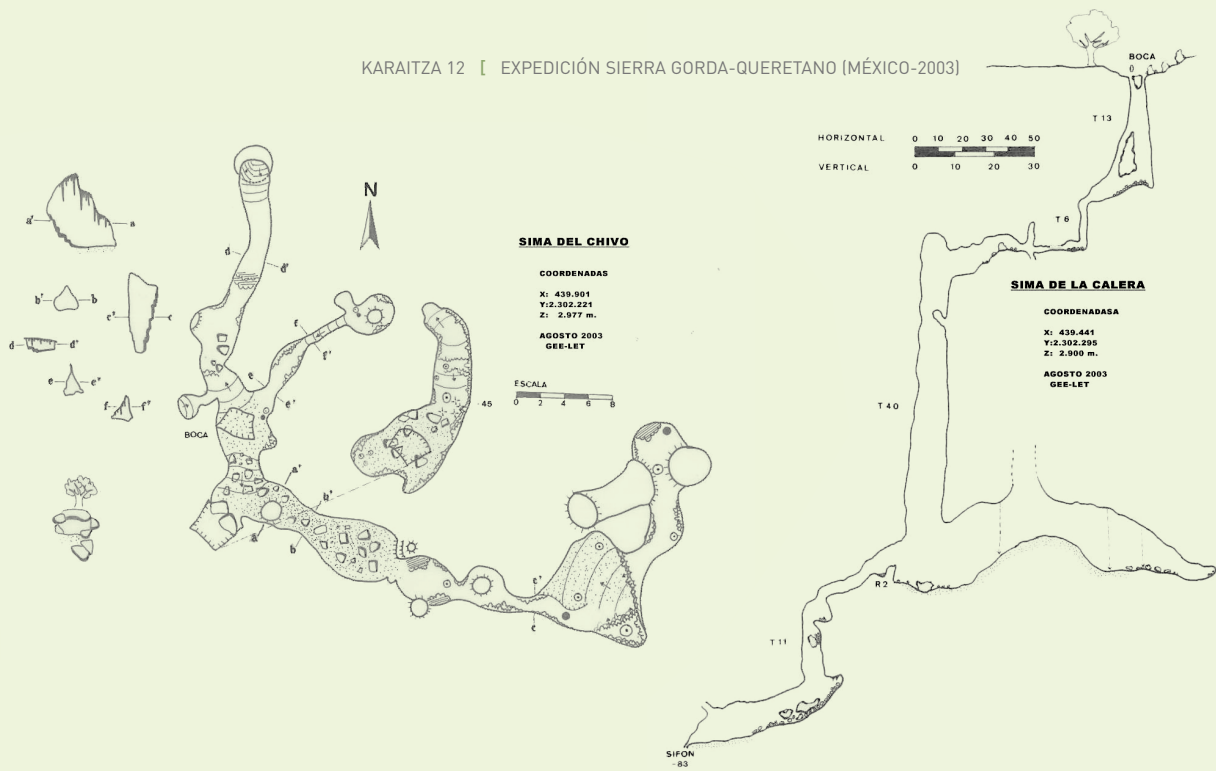 KARAITZA 12 [ EXPEDICIÓN SIERRA GORDA-QUERETANO (MÉXICO-2003)
BOCA
0
T 13
HORIZONTAL 0 10 20 30 40 50
VERTICAL 0 10 20 30
T 6
N
SIMA DEL CHIVO
COORDENADAS
X: 439.901
Y:2.302.221
Z: 2.977 m.
AGOSTO 2003
GEE-LET
ESCALA
0 2 4 6 8
-45
SIMA DE LA CALERA
COORDENADASA
X: 439.441
Y:2.302.295
Z: 2.900 m.
AGOSTO 2003
GEE-LET
a' a
b' b
c' c
d d'
e e'
f f'
d d'
f
f'
e
e'
BOCA
a'
a
b'
b
c'
c
T 40
R 2
T 11
SIFON
-83